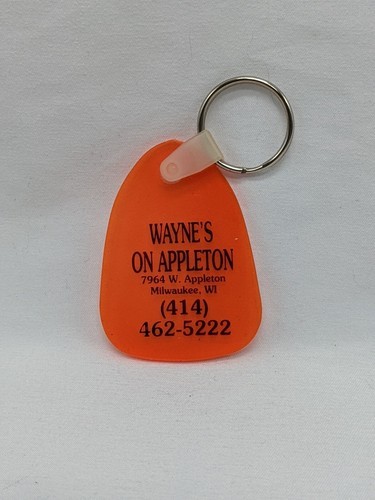 WAYNE'S
ON APPLETON
7964 W. Appleton
Milwaukee, WI
(414)
462-5222